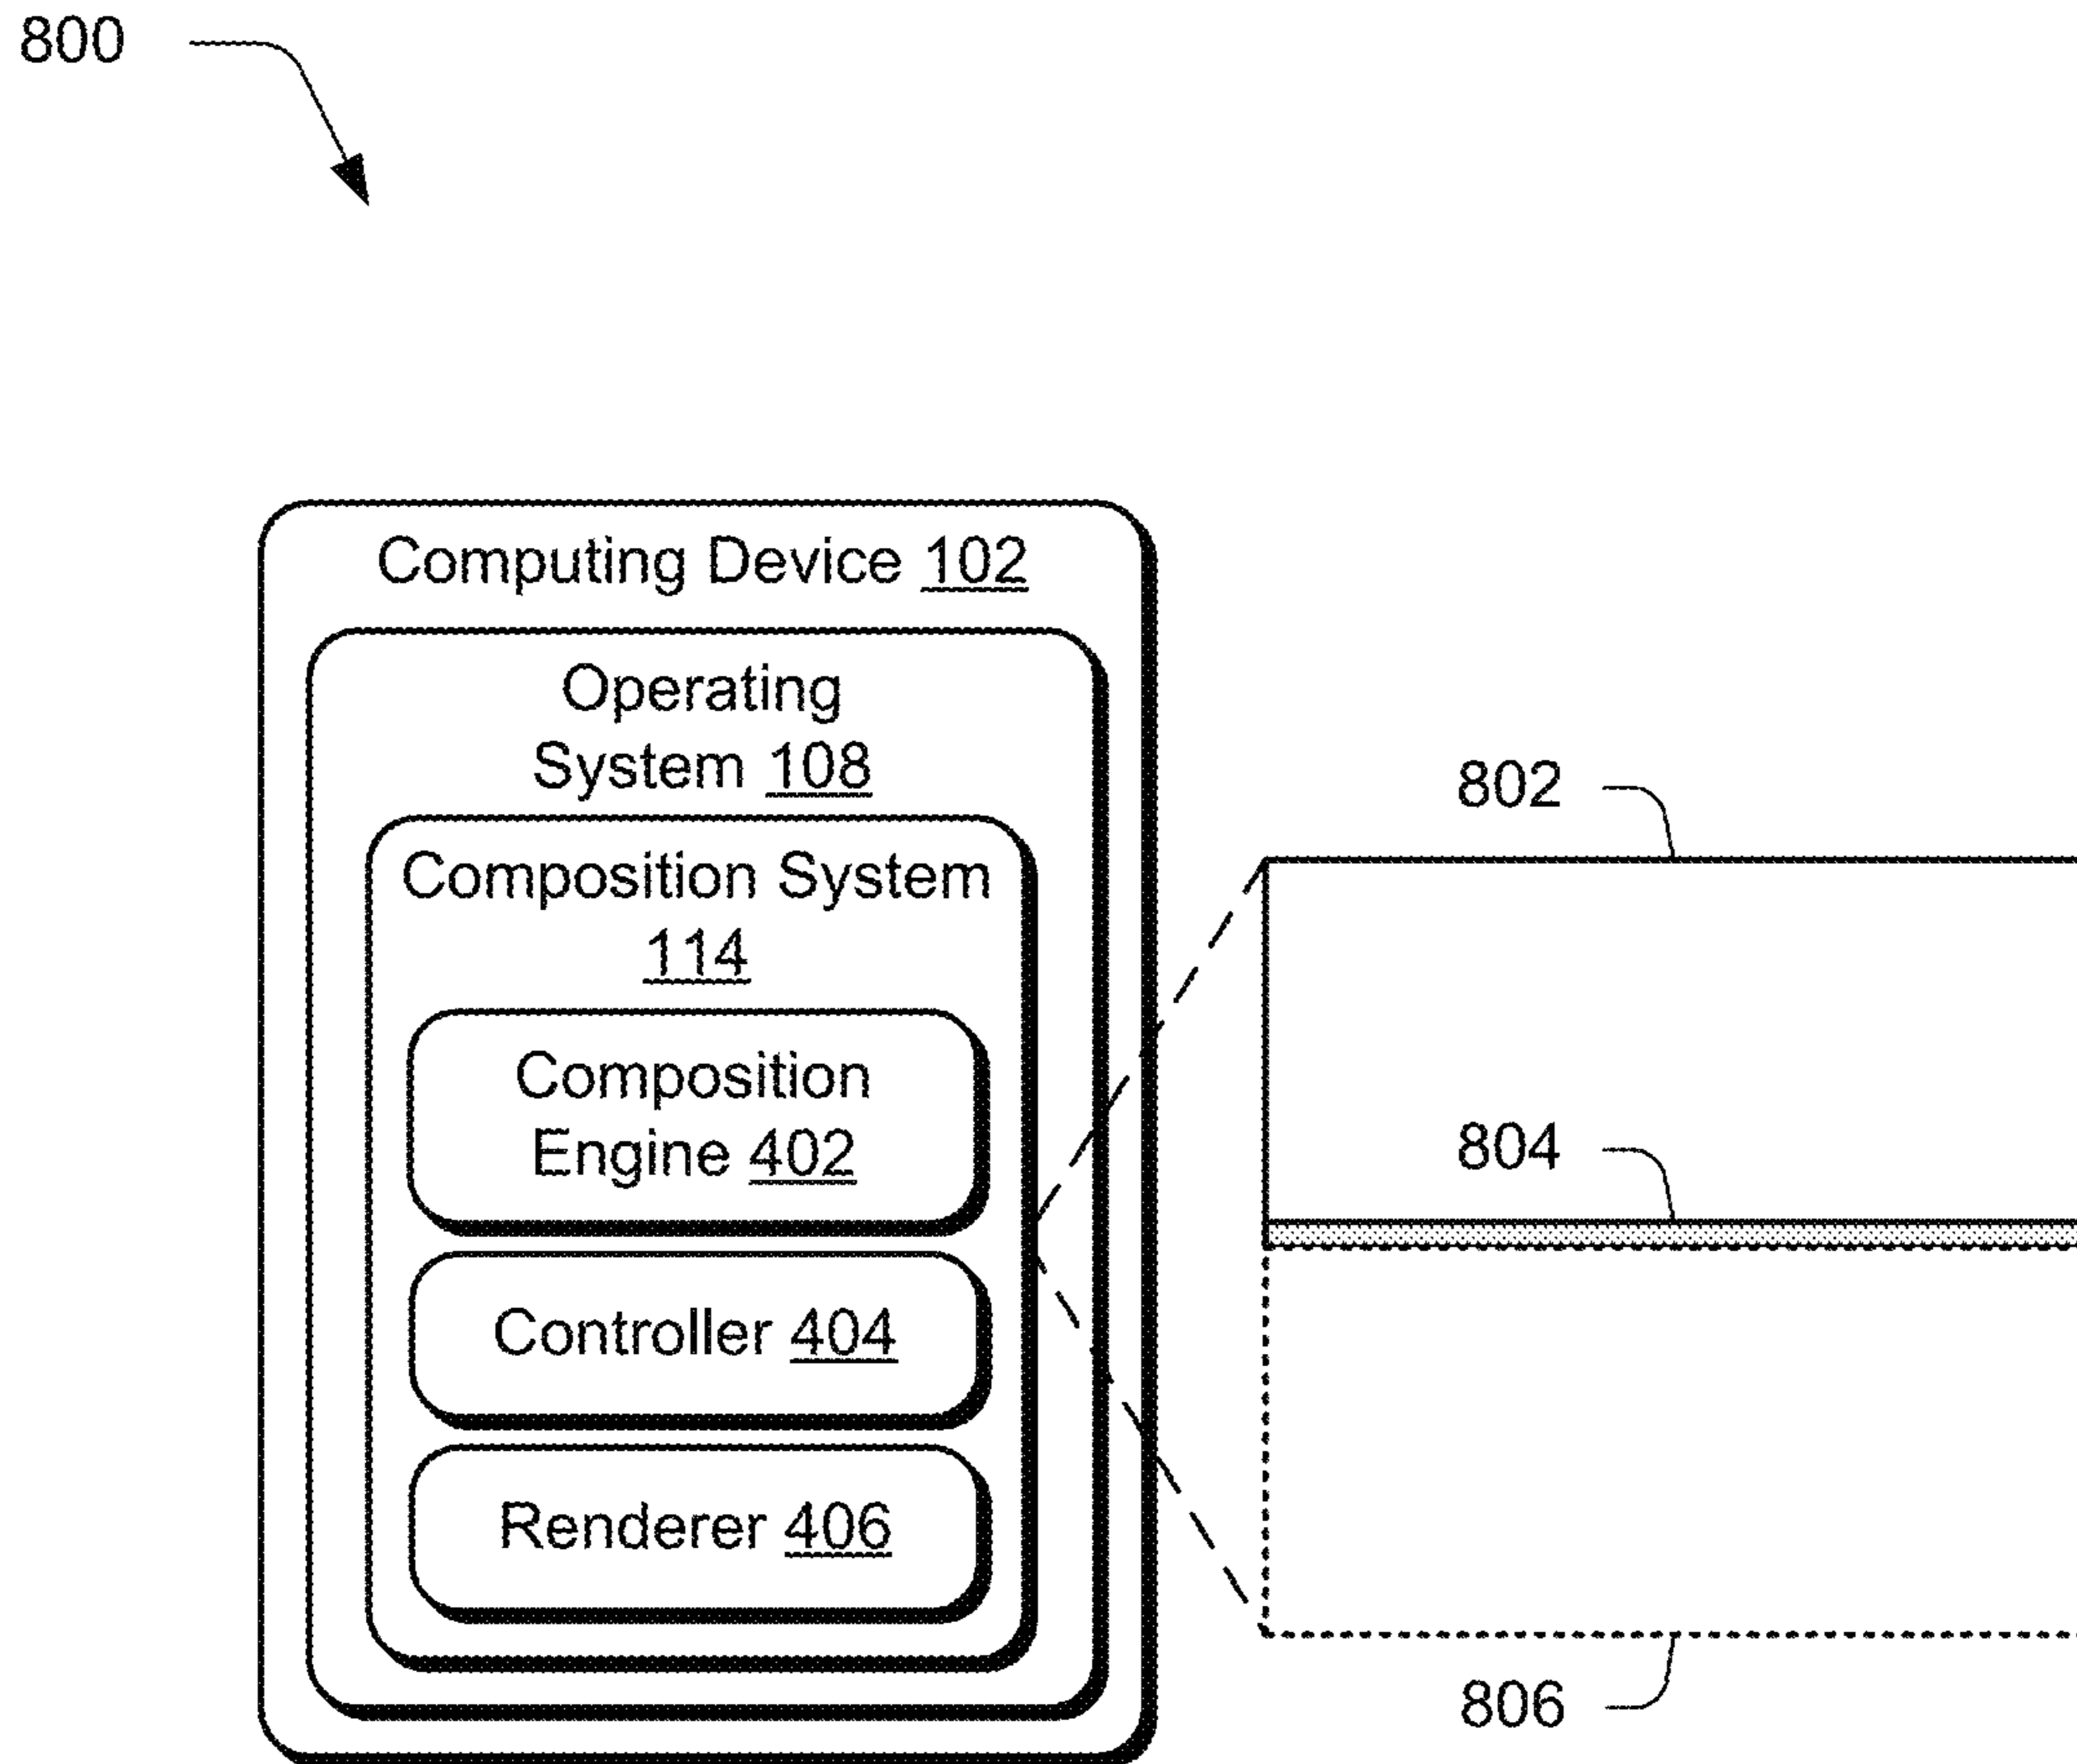 800
Computing Device 102
Operating
System 108
Composition System
114
Composition
Engine 402
Controller 404
Renderer 406
802
804
806